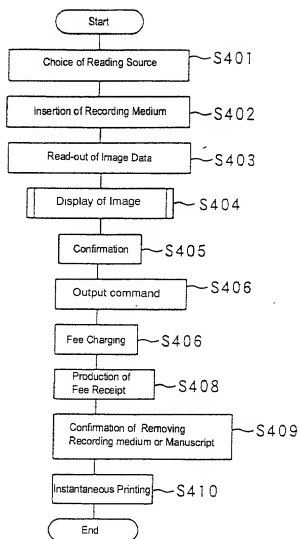 Start
Choice of Reading Source S401
Insertion of Recording Medium S402
Read-out of Image Data S403
Display of Image S404
Confirmation S405
Output command S406
Fee Charging S406
Production of
Fee Receipt S408
Confirmation of Removing
Recording medium or Manuscript S409
Instantaneous Printing S410
End